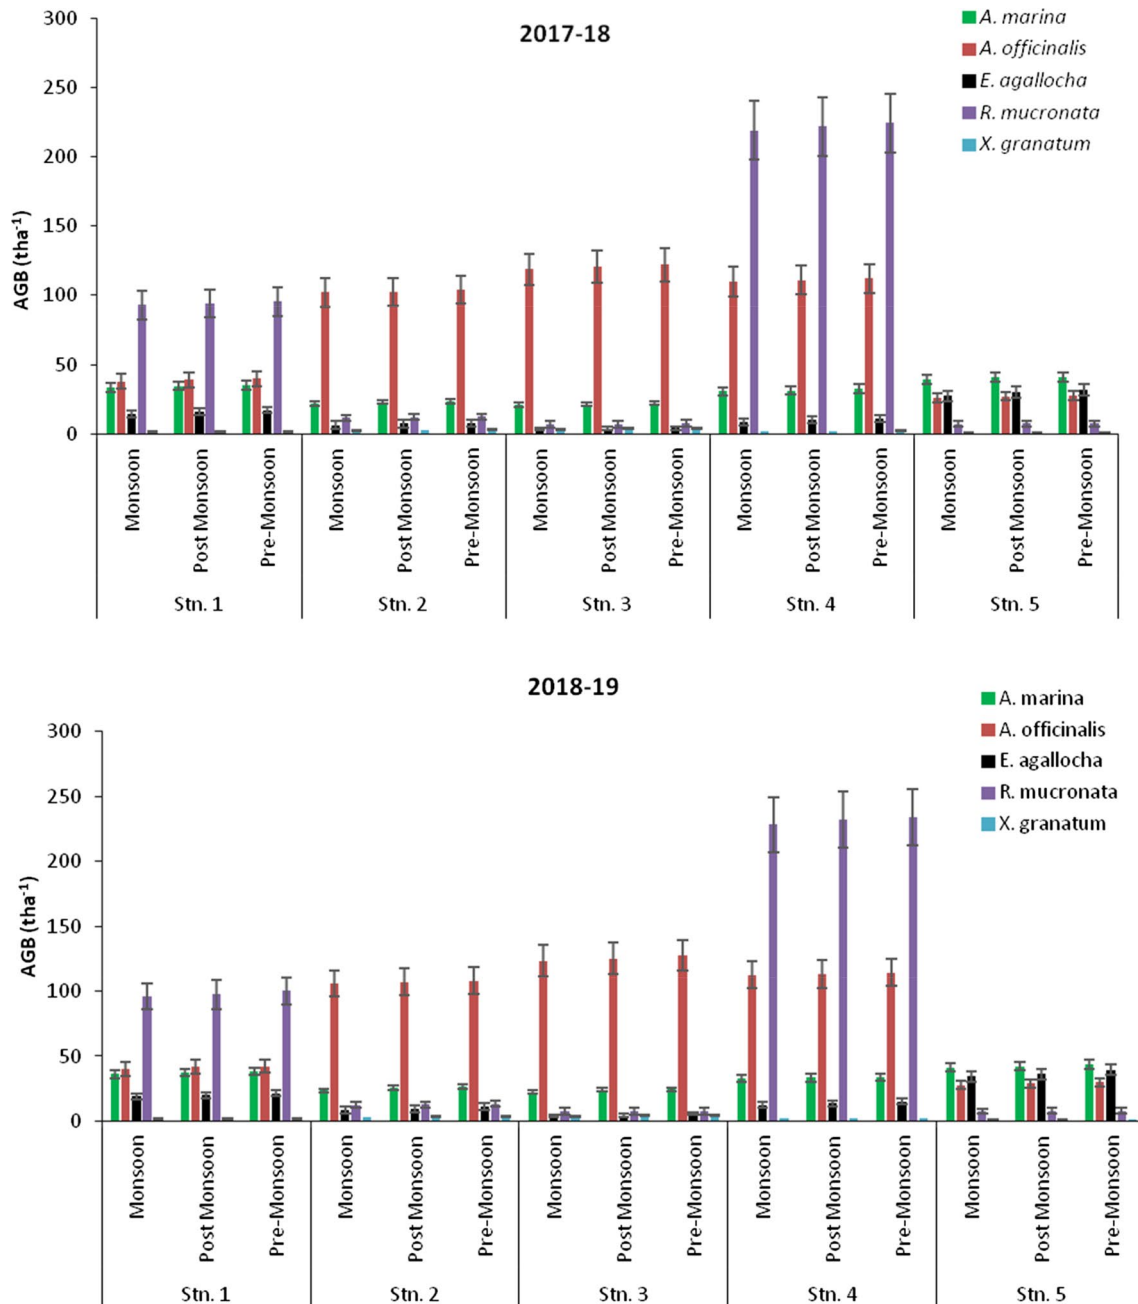 2017-18
A. marina
A. officinalis
E. agallocha
R. mucronata
X. granatum
AGB (tha⁻¹)
300
250
200
150
100
50
0
Monsoon
Post Monsoon
Pre-Monsoon
Monsoon
Post Monsoon
Pre-Monsoon
Monsoon
Post Monsoon
Pre-Monsoon
Monsoon
Post Monsoon
Pre-Monsoon
Monsoon
Post Monsoon
Pre-Monsoon
Stn. 1
Stn. 2
Stn. 3
Stn. 4
Stn. 5
2018-19
A. marina
A. officinalis
E. agallocha
R. mucronata
X. granatum
AGB (tha⁻¹)
300
250
200
150
100
50
0
Monsoon
Post Monsoon
Pre-Monsoon
Monsoon
Post Monsoon
Pre-Monsoon
Monsoon
Post Monsoon
Pre-Monsoon
Monsoon
Post Monsoon
Pre-Monsoon
Monsoon
Post Monsoon
Pre-Monsoon
Stn. 1
Stn. 2
Stn. 3
Stn. 4
Stn. 5